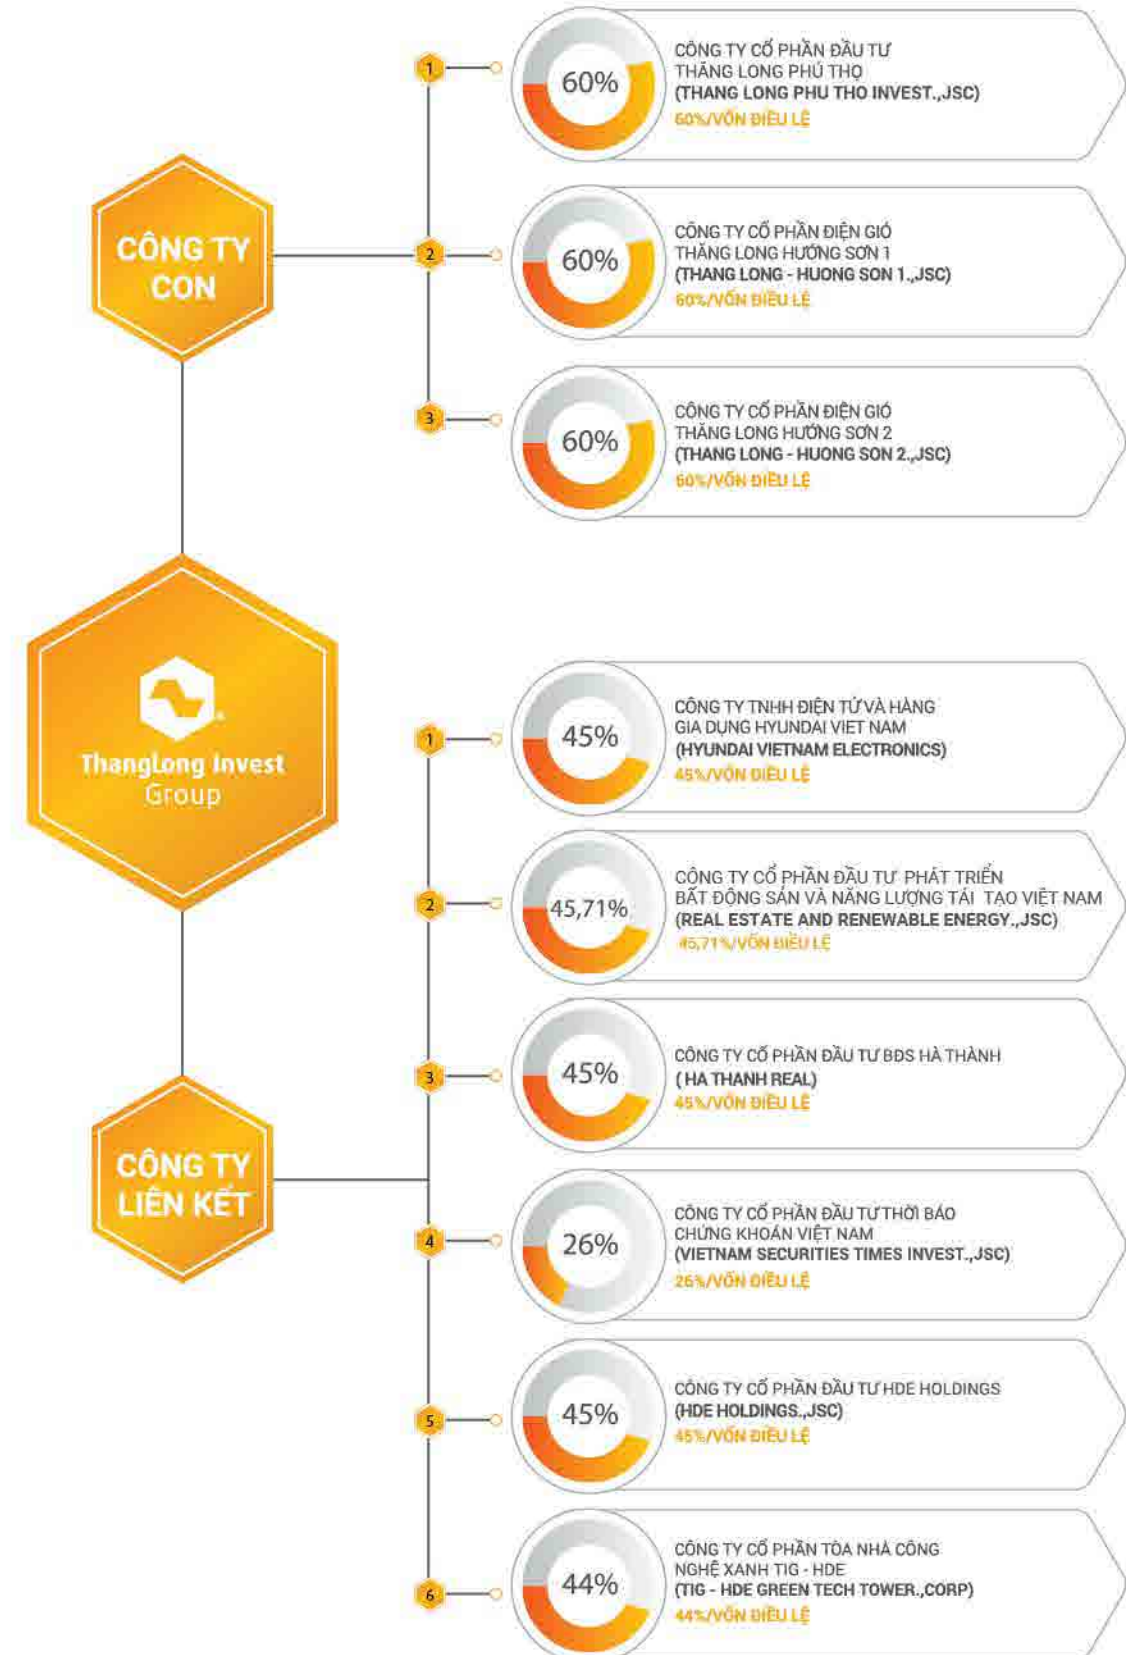 CÔNG TY
CON
1
60%
CÔNG TY CỔ PHẦN ĐẦU TƯ
THĂNG LONG PHÚ THỌ
(THANG LONG PHU THO INVEST.,JSC)
60%/VỐN ĐIỀU LỆ
2
60%
CÔNG TY CỔ PHẦN ĐIỆN GIÓ
THĂNG LONG HƯỚNG SƠN 1
(THANG LONG - HUONG SON 1.,JSC)
60%/VỐN ĐIỀU LỆ
3
60%
CÔNG TY CỔ PHẦN ĐIỆN GIÓ
THĂNG LONG HƯỚNG SƠN 2
(THANG LONG - HUONG SON 2.,JSC)
60%/VỐN ĐIỀU LỆ
ThangLong Invest
Group
CÔNG TY
LIÊN KẾT
1
45%
CÔNG TY TNHH ĐIỆN TỬ VÀ HÀNG
GIA DỤNG HYUNDAI VIET NAM
(HYUNDAI VIETNAM ELECTRONICS)
45%/VỐN ĐIỀU LỆ
2
45,71%
CÔNG TY CỔ PHẦN ĐẦU TƯ PHÁT TRIỂN
BẤT ĐỘNG SẢN VÀ NĂNG LƯỢNG TÁI TẠO VIỆT NAM
(REAL ESTATE AND RENEWABLE ENERGY.,JSC)
45,71%/VỐN ĐIỀU LỆ
3
45%
CÔNG TY CỔ PHẦN ĐẦU TƯ BĐS HÀ THÀNH
( HA THANH REAL)
45%/VỐN ĐIỀU LỆ
4
26%
CÔNG TY CỔ PHẦN ĐẦU TƯ THỜI BÁO
CHỨNG KHOÁN VIỆT NAM
(VIETNAM SECURITIES TIMES INVEST.,JSC)
26%/VỐN ĐIỀU LỆ
5
45%
CÔNG TY CỔ PHẦN ĐẦU TƯ HDE HOLDINGS
(HDE HOLDINGS.,JSC)
45%/VỐN ĐIỀU LỆ
6
44%
CÔNG TY CỔ PHẦN TÒA NHÀ CÔNG
NGHỆ XANH TIG - HDE
(TIG - HDE GREEN TECH TOWER.,CORP)
44%/VỐN ĐIỀU LỆ